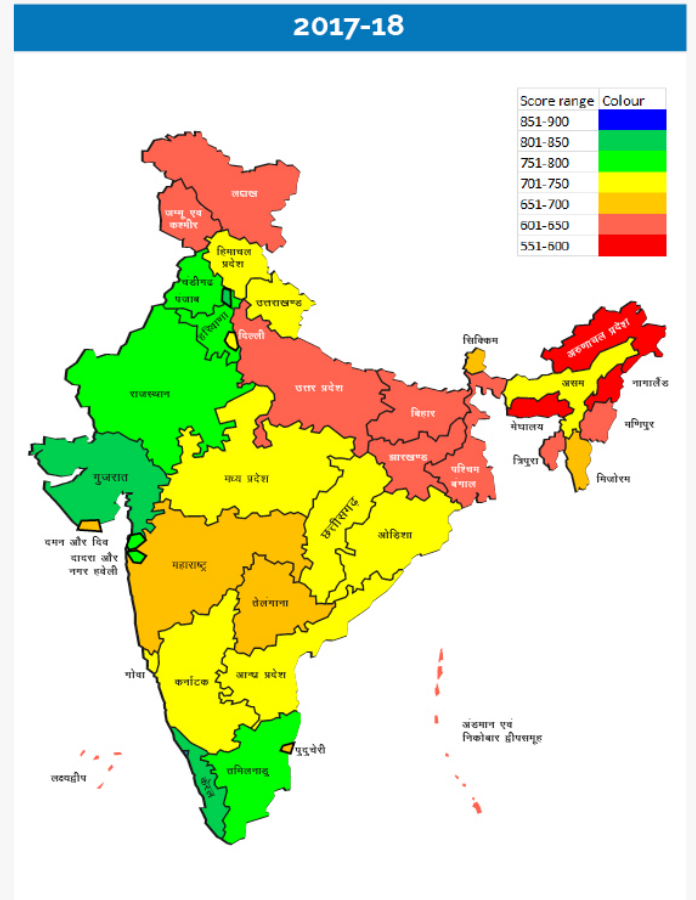 2017-18
Score range Colour
851-900
801-850
751-800
701-750
651-700
601-650
551-600
लद्दाख
जम्मू एवं
कश्मीर
हिमाचल
प्रदेश
चंडीगढ़
पंजाब
उत्तराखण्ड
हरियाणा
दिल्ली
सिक्किम
अरुणाचल प्रदेश
राजस्थान
उत्तर प्रदेश
असम
नागालैंड
बिहार
मेघालय
मणिपुर
झारखण्ड
त्रिपुरा
पश्चिम
बंगाल
गुजरात
मध्य प्रदेश
मिजोरम
छत्तीसगढ़
ओड़िशा
दमन और दिव
दादरा और
नगर हवेली
महाराष्ट्र
तेलंगाना
गोवा
कर्नाटक
आन्ध्र प्रदेश
अंडमान एवं
निकोबार द्वीपसमूह
पुदुचेरी
लक्ष्यद्वीप
तमिलनाडु
केरल